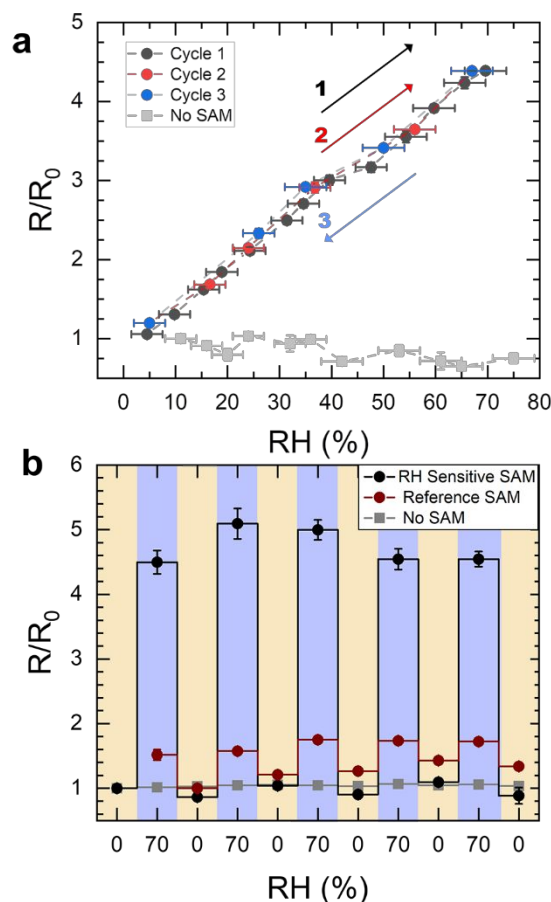 a
Cycle 1
Cycle 2
Cycle 3
No SAM
1
2
3
5
4
3
2
1
R/R0
0 10 20 30 40 50 60 70 80
RH (%)
b
RH Sensitive SAM
Reference SAM
No SAM
6
5
4
3
2
1
R/R0
0 70 0 70 0 70 0 70 0 70 0
RH (%)